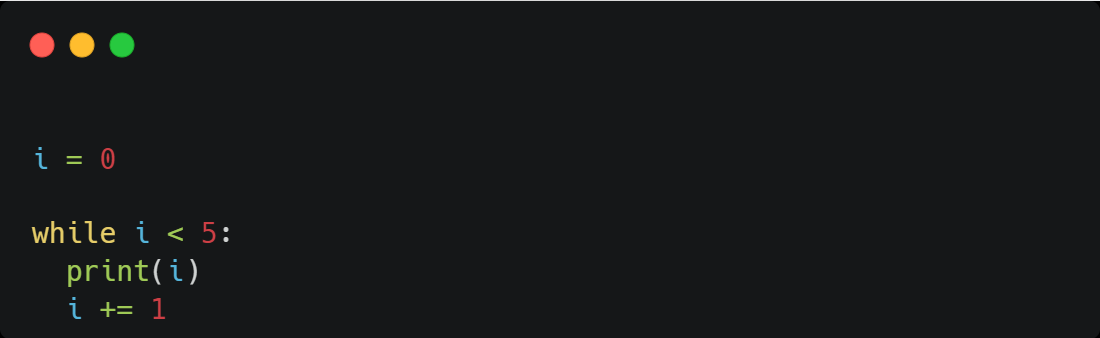 i = 0
while i < 5:
  print(i)
  i += 1